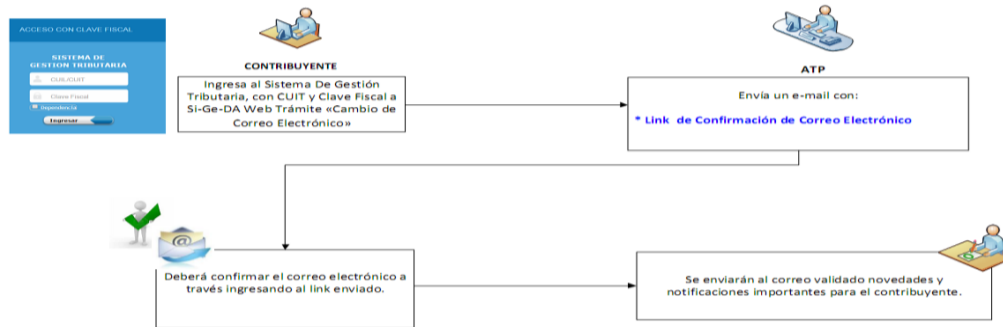 ACCESO CON CLAVE FISCAL
SISTEMA DE
GESTION TRIBUTARIA
CUIL/CUIT
Clave Fiscal
Dependencia
Ingresar
CONTRIBUYENTE
Ingresa al Sistema De Gestión
Tributaria, con CUIT y Clave Fiscal a
Si-Ge-DA Web Trámite «Cambio de
Correo Electrónico»
ATP
Envía un e-mail con:
* Link de Confirmación de Correo Electrónico
Deberá confirmar el correo electrónico a
través ingresando al link enviado.
Se enviarán al correo validado novedades y
notificaciones importantes para el contribuyente.